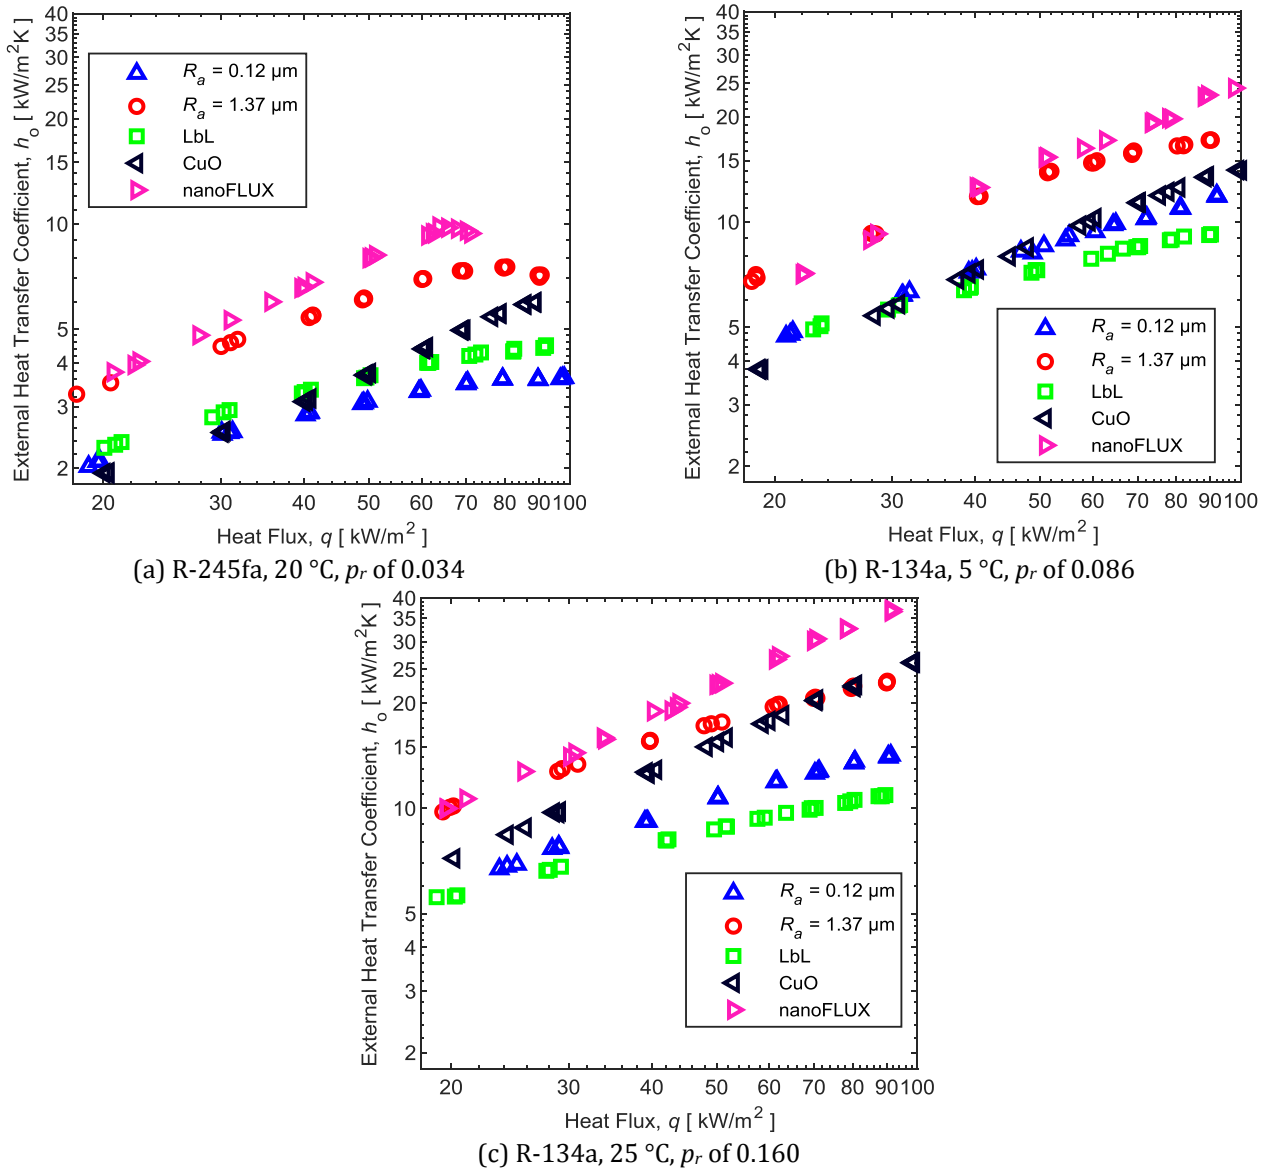 External Heat Transfer Coefficient, hₒ [ kW/m²K ]
40
35
30
25
20
15
10
5
4
3
2
Rₐ = 0.12 µm
Rₐ = 1.37 µm
LbL
CuO
nanoFLUX
20 30 40 50 60 70 80 90 100
Heat Flux, q [ kW/m² ]
(a) R-245fa, 20 °C, pᵣ of 0.034
External Heat Transfer Coefficient, hₒ [ kW/m²K ]
40
35
30
25
20
15
10
5
4
3
2
Rₐ = 0.12 µm
Rₐ = 1.37 µm
LbL
CuO
nanoFLUX
20 30 40 50 60 70 80 90 100
Heat Flux, q [ kW/m² ]
(b) R-134a, 5 °C, pᵣ of 0.086
External Heat Transfer Coefficient, hₒ [ kW/m²K ]
40
35
30
25
20
15
10
5
4
3
2
Rₐ = 0.12 µm
Rₐ = 1.37 µm
LbL
CuO
nanoFLUX
20 30 40 50 60 70 80 90 100
Heat Flux, q [ kW/m² ]
(c) R-134a, 25 °C, pᵣ of 0.160